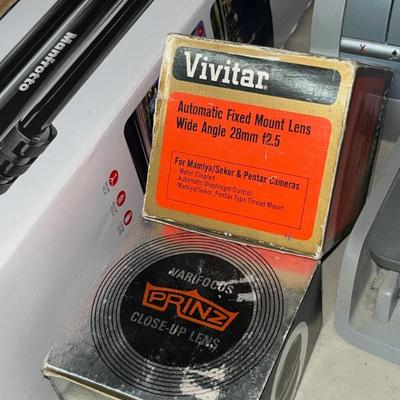 Manfrotto
Vivitar
Automatic Fixed Mount Lens
Wide Angle 28mm f2.5
For Mamiya/Sekor & Pentax Cameras
Meter Coupled
Automatic Diaphragm Control
Mamiya/Sekor, Pentax Type Thread Mount
VARIFOCUS
PRINZ
CLOSE-UP LENS